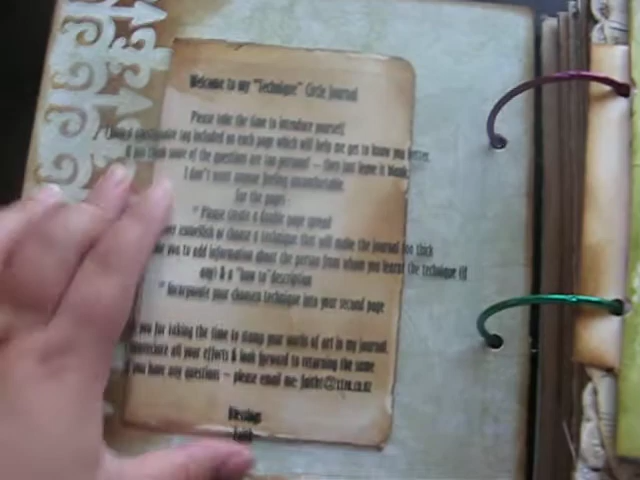 Welcome to my "Technique" Circle Journal
Please take the time to introduce yourself,
questionaire tag included on each page which will help me get to know you better.
If you think some of the questions are too personal – then just leave it blank,
I don't want anyone feeling uncomfortable.
For the pages:
* Please create a double page spread
or choose a technique that will make the journal too thick
you to add information about the person from whom you learnt the technique (if
any) & a "how to" description
* Incorporate your choosen technique into your second page
you for taking the time to stamp your works of art in my journal,
appreciate all your efforts & look forward to returning the same
you have any questions – please email me:
Blessings
Faith